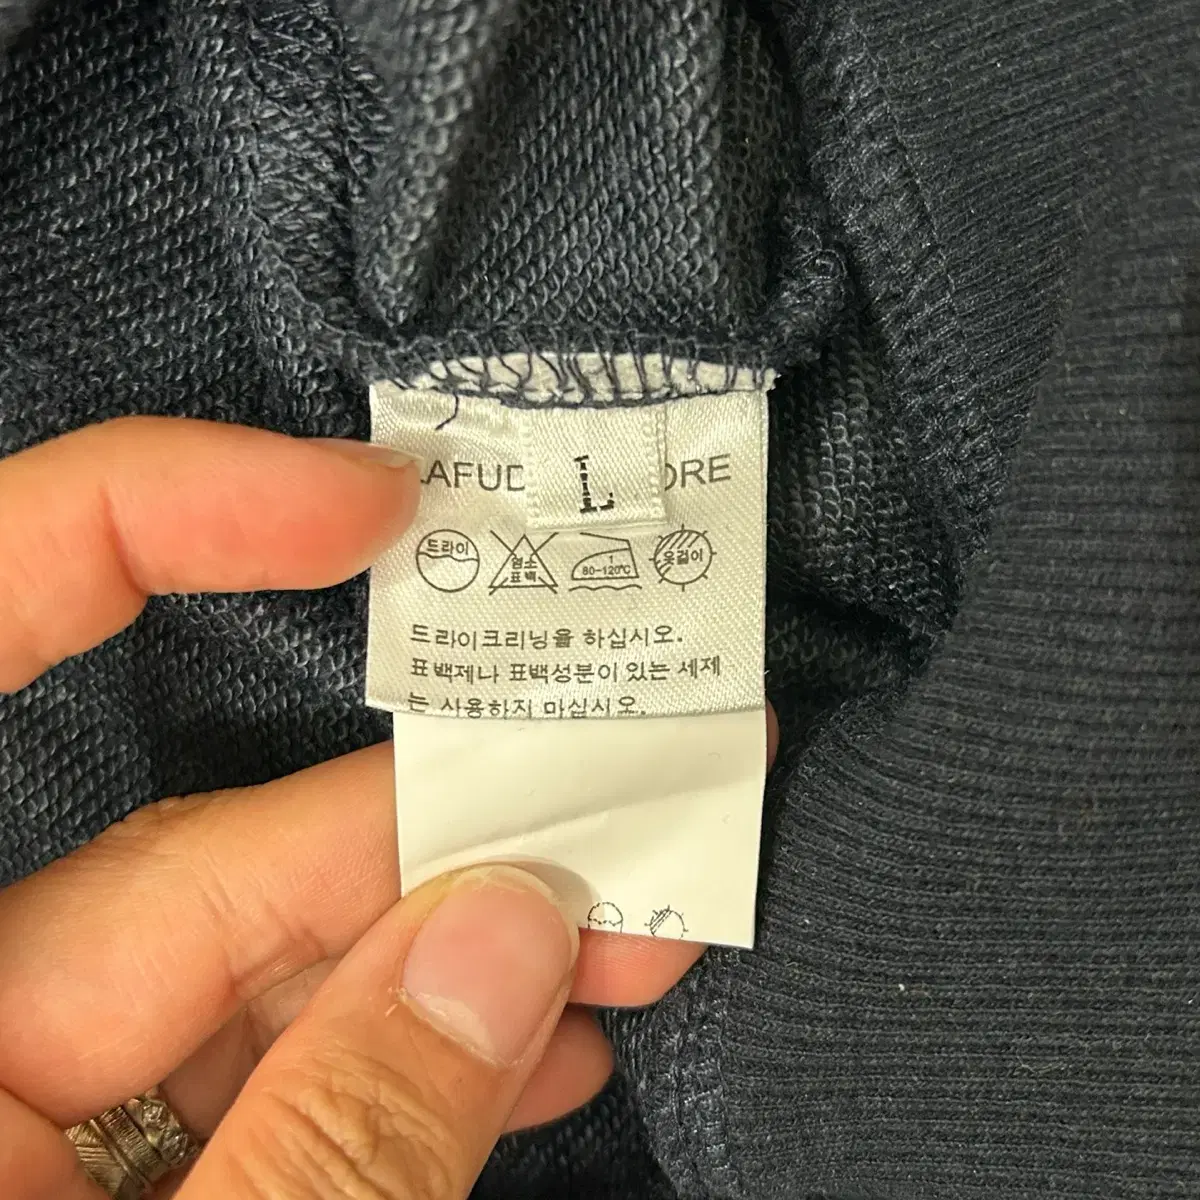 LAFUD
L
ORE
드라이
염소
표백
1
80-120℃
옷걸이
드라이크리닝을 하십시오.
표백제나 표백성분이 있는 세제
는 사용하지 마십시오.